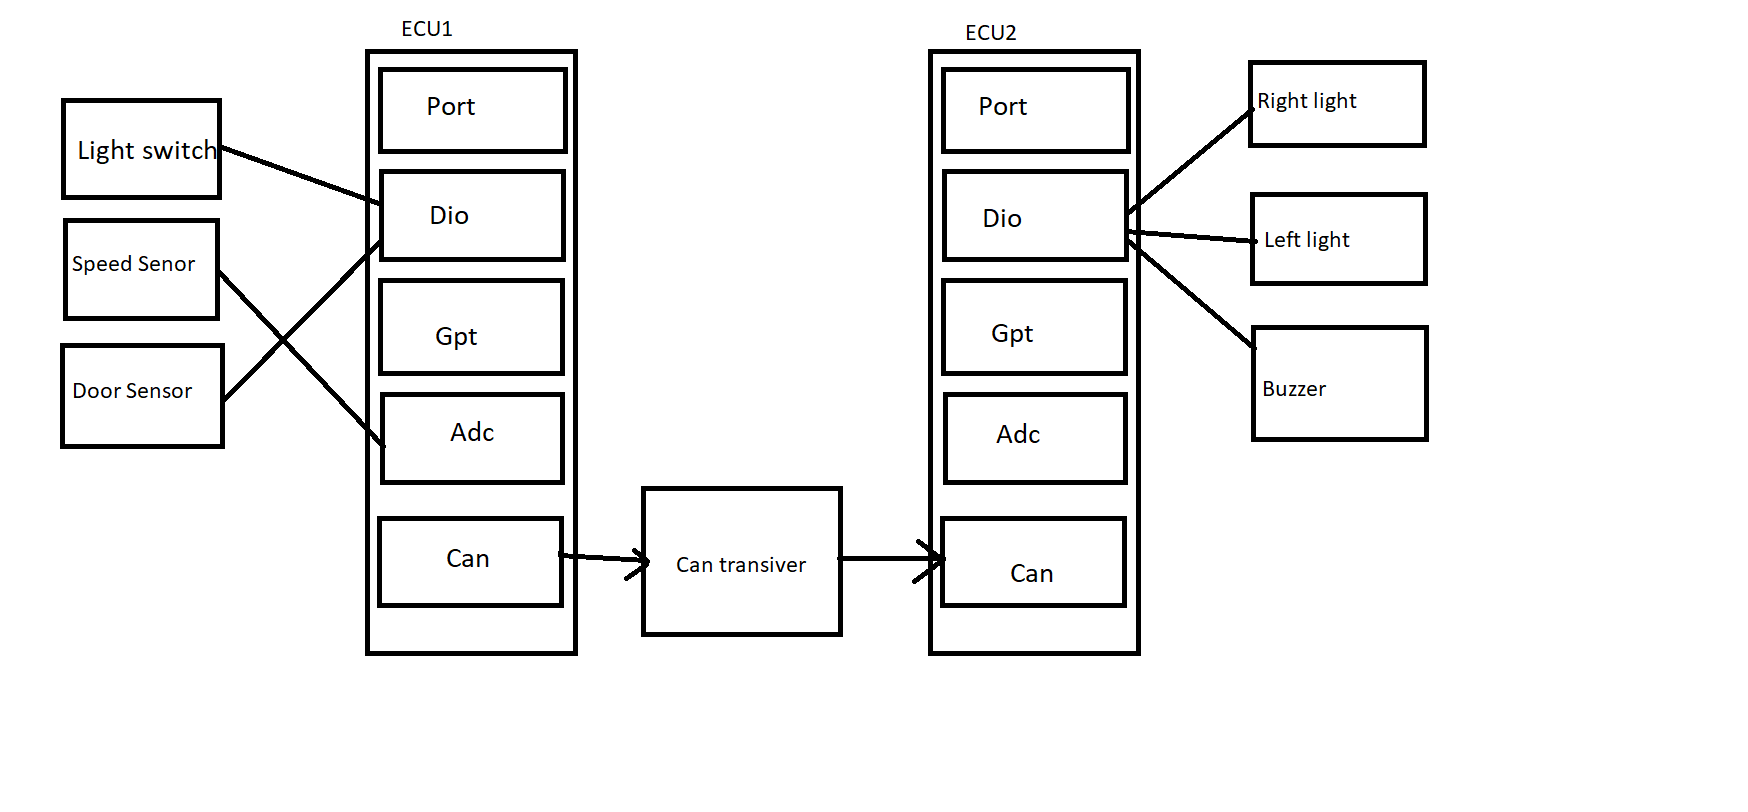 ECU1
Port
Dio
Gpt
Adc
Can
Light switch
Speed Senor
Door Sensor
Can transiver
ECU2
Port
Dio
Gpt
Adc
Can
Right light
Left light
Buzzer